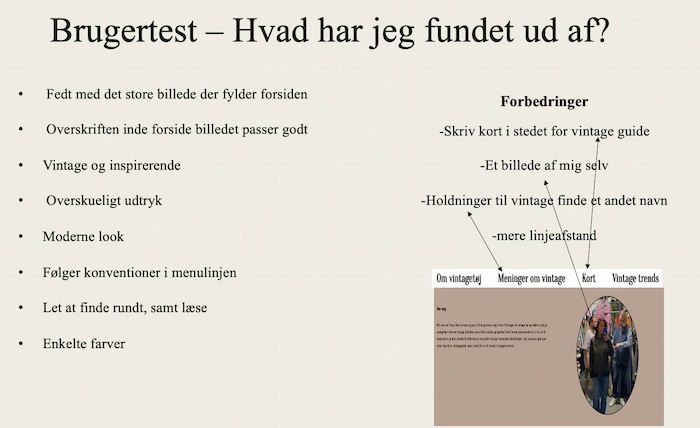 Brugertest – Hvad har jeg fundet ud af?
• Fedt med det store billede der fylder forsiden
• Overskriften inde forside billedet passer godt
• Vintage og inspirerende
• Overskueligt udtryk
• Moderne look
• Følger konventioner i menulinjen
• Let at finde rundt, samt læse
• Enkelte farver
Forbedringer
-Skriv kort i stedet for vintage guide
-Et billede af mig selv
-Holdninger til vintage finde et andet navn
-mere linjeafstand
Om vintagetøj Meninger om vintage Kort Vintage trends